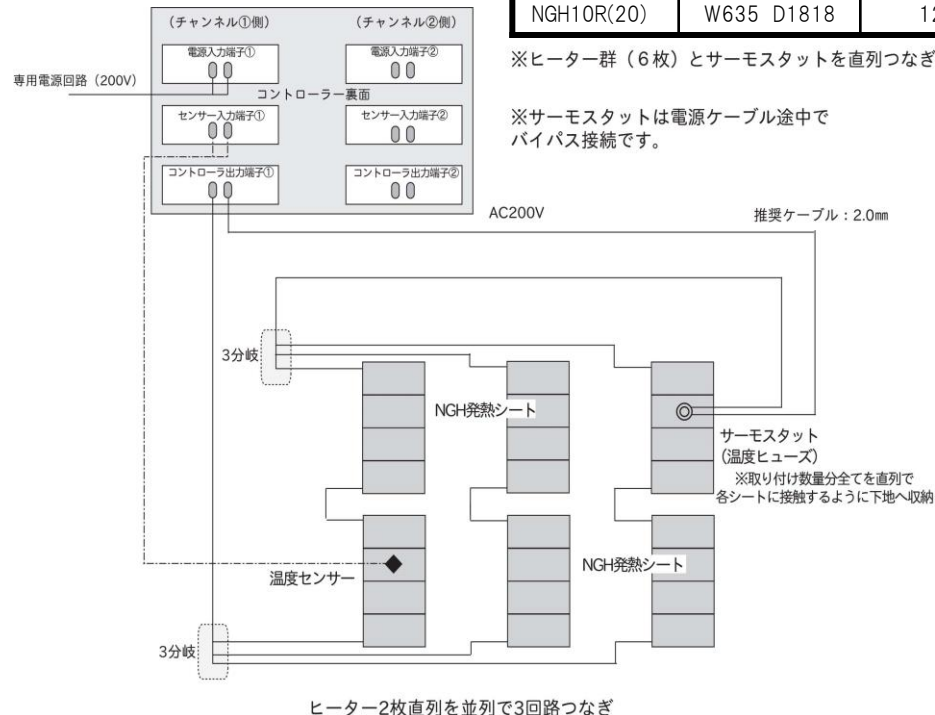 (チャンネル①側)
(チャンネル②側)
電源入力端子①
電源入力端子②
専用電源回路(200V)
コントローラー裏面
センサー入力端子①
センサー入力端子②
コントローラ出力端子①
コントローラ出力端子②
NGH10R(20) W635 D1818
※ヒーター群(6枚)とサーモスタットを直列つなぎ
※サーモスタットは電源ケーブル途中で
バイパス接続です。
AC200V
推奨ケーブル:2.0㎜
3分岐
NGH発熱シート
サーモスタット
(温度ヒューズ)
※取り付け数量分全てを直列で
各シートに接触するように下地へ収納
温度センサー
NGH発熱シート
3分岐
ヒーター2枚直列を並列で3回路つなぎ